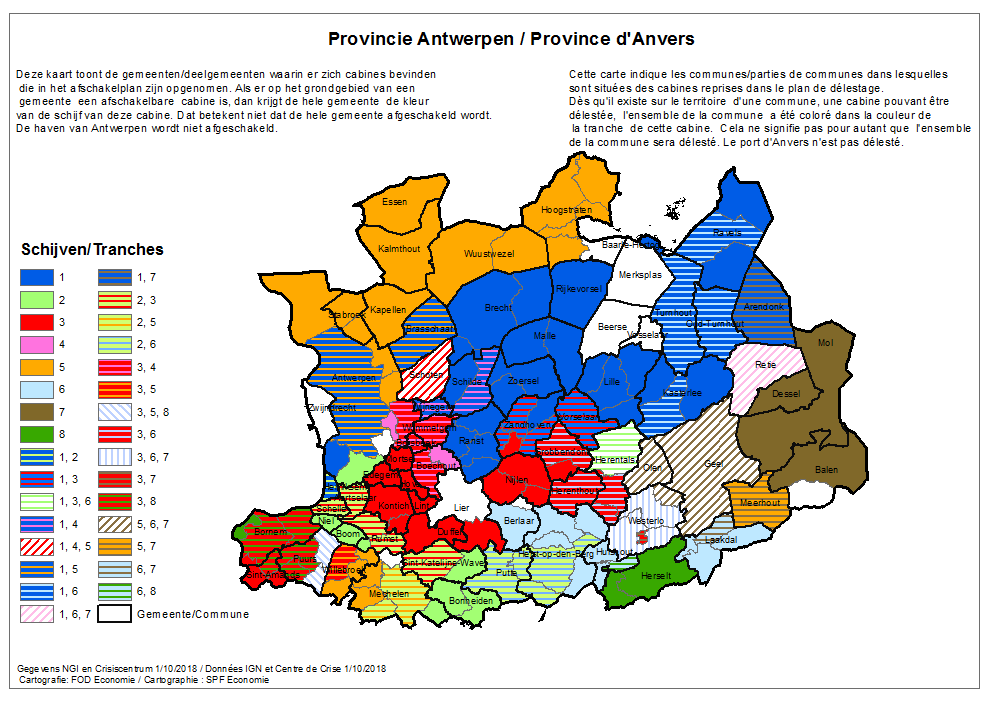 Provincie Antwerpen / Province d'Anvers
Deze kaart toont de gemeenten/deelgemeenten waarin er zich cabines bevinden
die in het afschakelplan zijn opgenomen. Als er op het grondgebied van een
gemeente een afschakelbare cabine is, dan krijgt de hele gemeente de kleur
van de schijf van deze cabine. Dat betekent niet dat de hele gemeente afgeschakeld wordt.
De haven van Antwerpen wordt niet afgeschakeld.
Cette carte indique les communes/parties de communes dans lesquelles
sont situées des cabines reprises dans le plan de délestage.
Dès qu'il existe sur le territoire d'une commune, une cabine pouvant être
délestée, l'ensemble de la commune a été coloré dans la couleur de
la tranche de cette cabine. Cela ne signifie pas pour autant que l'ensemble
de la commune sera délesté. Le port d'Anvers n'est pas délesté.
Essen
Hoogstraten
Ravels
Kalmthout
Wuustwezel
Baarle-Hertog
Merksplas
Rijkevorsel
Brecht
Kapellen
Stabroek
Arendonk
Turnhout
Oud-Turnhout
Brasschaat
Beerse
Vosselaar
Malle
Mol
Retie
Schoten
Antwerpen
Schilde
Zoersel
Lille
Kasterlee
Dessel
Zwijndrecht
Wijnegem
Vorselaar
Zandhoven
Wommelgem
Ranst
Borsbeek
Grobbendonk
Herentals
Mortsel
Boechout
Olen
Geel
Balen
Edegem
Nijlen
Herenthout
Meerhout
Hemiksem
Aartselaar
Schelle
Kontich
Lint
Lier
Niel
Berlaar
Westerlo
Bornem
Boom
Rumst
Duffel
Laakdal
Puurs
Sint-Katelijne-Waver
Heist-op-den-Berg
Hulshout
Willebroek
Sint-Amands
Putte
Herselt
Mechelen
Bonheiden
Schijven/Tranches
1 1, 7
2 2, 3
3 2, 5
4 2, 6
5 3, 4
6 3, 5
7 3, 5, 8
8 3, 6
1, 2 3, 6, 7
1, 3 3, 7
1, 3, 6 3, 8
1, 4 5, 6, 7
1, 4, 5 5, 7
1, 5 6, 7
1, 6 6, 8
1, 6, 7 Gemeente/Commune
Gegevens NGI en Crisiscentrum 1/10/2018 / Données IGN et Centre de Crise 1/10/2018
Cartografie: FOD Economie / Cartographie : SPF Economie